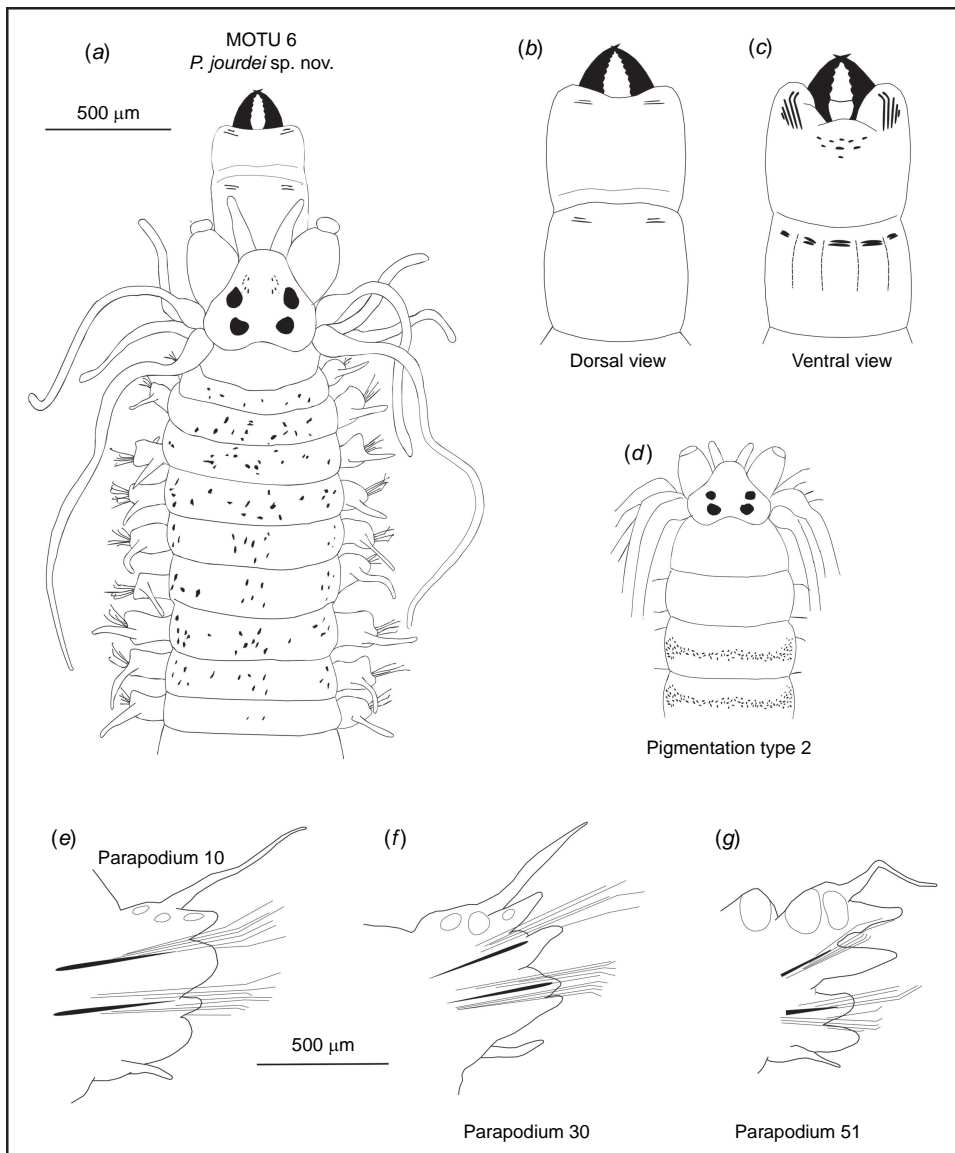 (a)
MOTU 6
P. jourdei sp. nov.
500 μm
(b)
(c)
Dorsal view
Ventral view
(d)
Pigmentation type 2
(e)
Parapodium 10
(f)
(g)
500 μm
Parapodium 30
Parapodium 51